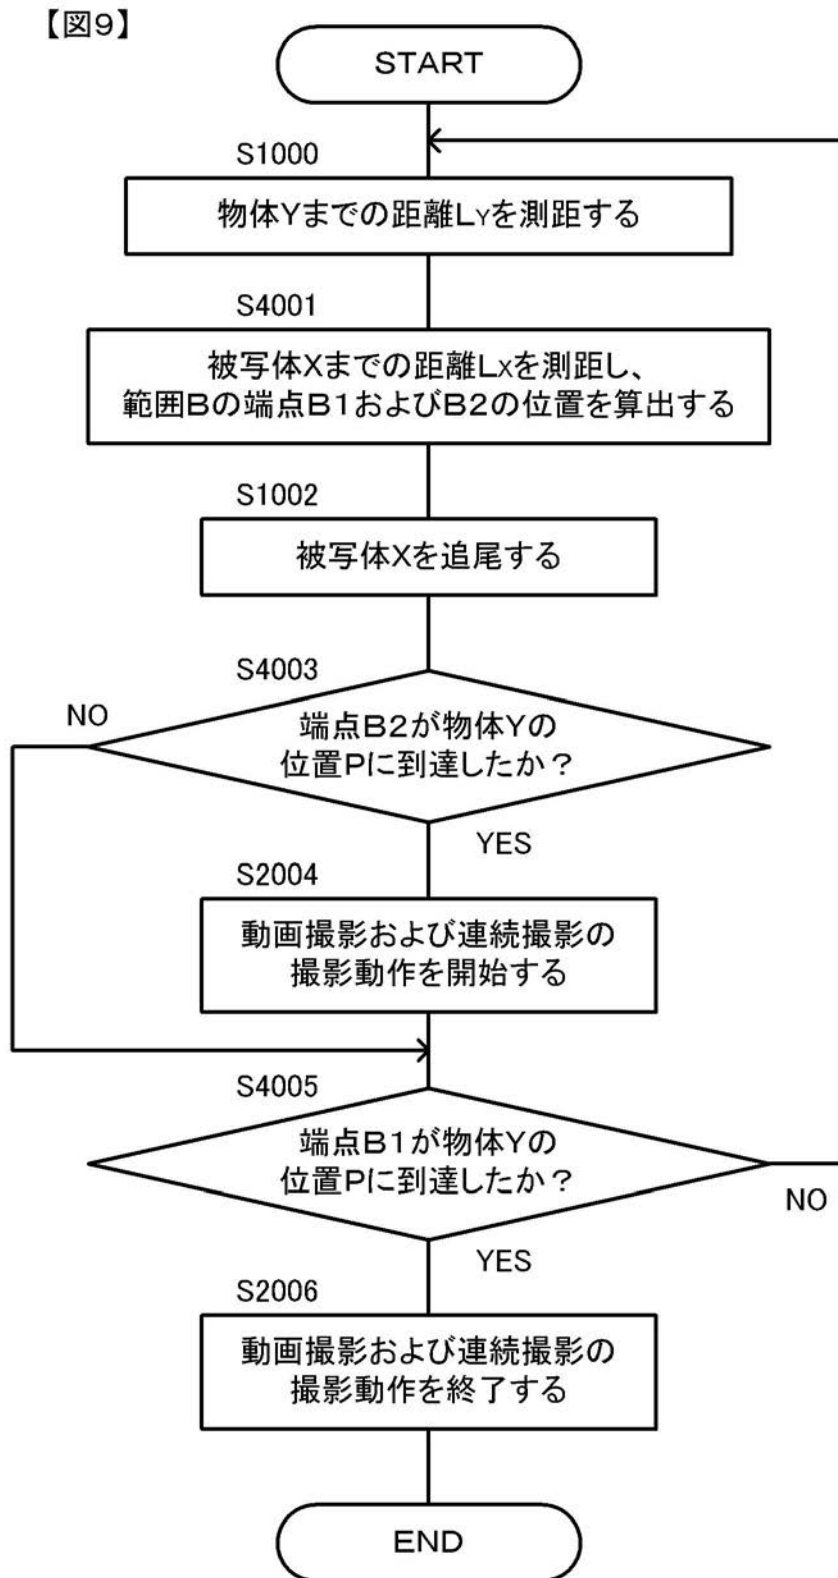 【図9】
START
S1000
物体Yまでの距離LYを測距する
S4001
被写体Xまでの距離LXを測距し、
範囲Bの端点B1およびB2の位置を算出する
S1002
被写体Xを追尾する
S4003
NO
端点B2が物体Yの
位置Pに到達したか？
YES
S2004
動画撮影および連続撮影の
撮影動作を開始する
S4005
端点B1が物体Yの
位置Pに到達したか？
NO
YES
S2006
動画撮影および連続撮影の
撮影動作を終了する
END